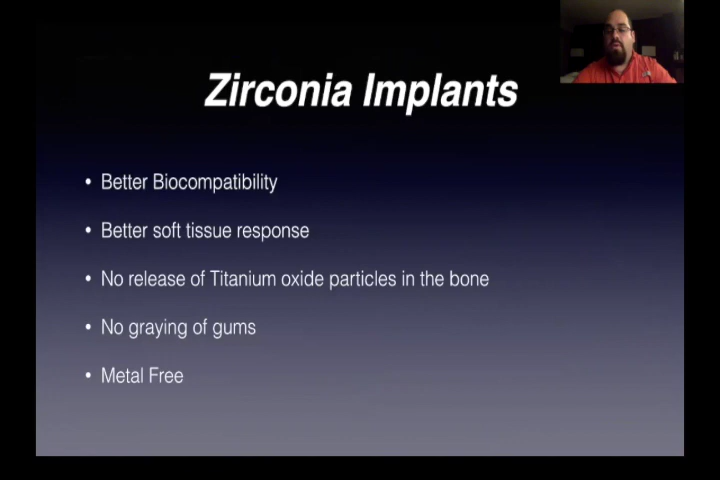 Zirconia Implants
• Better Biocompatibility
• Better soft tissue response
• No release of Titanium oxide particles in the bone
• No graying of gums
• Metal Free